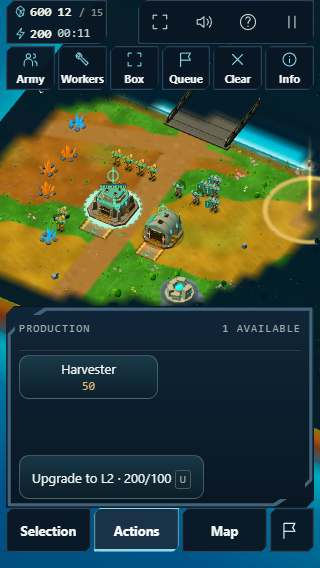 600 12 / 15
200 00:11
Army Workers Box Queue Clear Info
PRODUCTION 1 AVAILABLE
Harvester
50
Upgrade to L2 · 200/100 U
Selection Actions Map